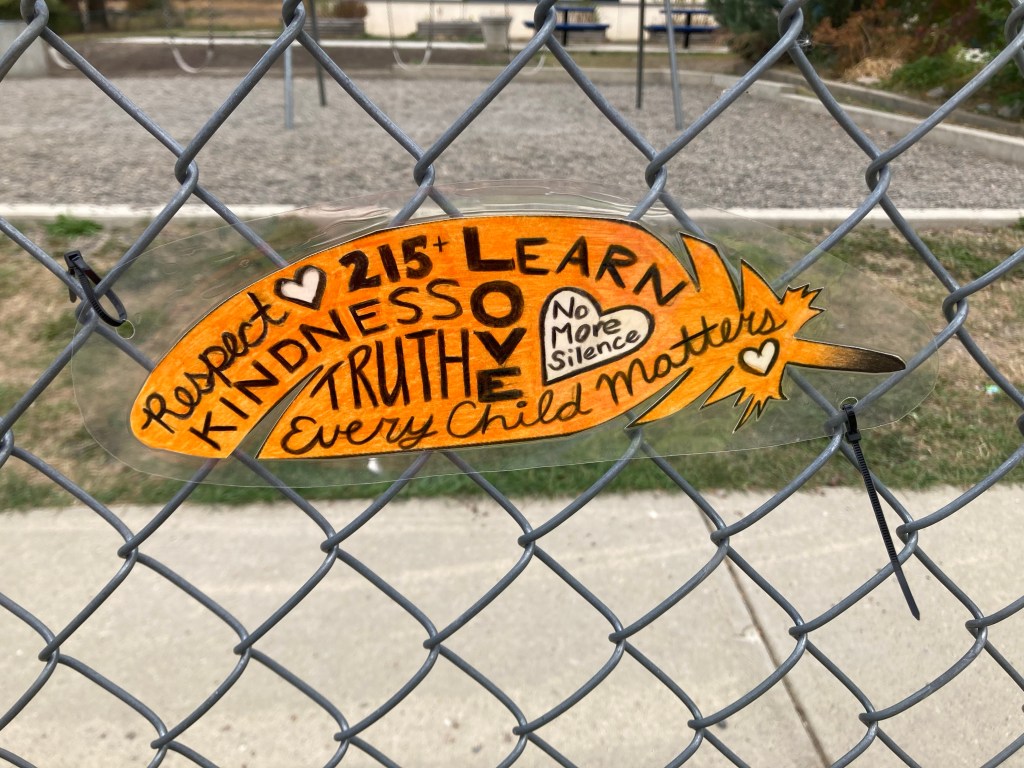 Respect
215+
LEARN
KINDNESS
LOVE
TRUTH
No
More
Silence
Every Child Matters